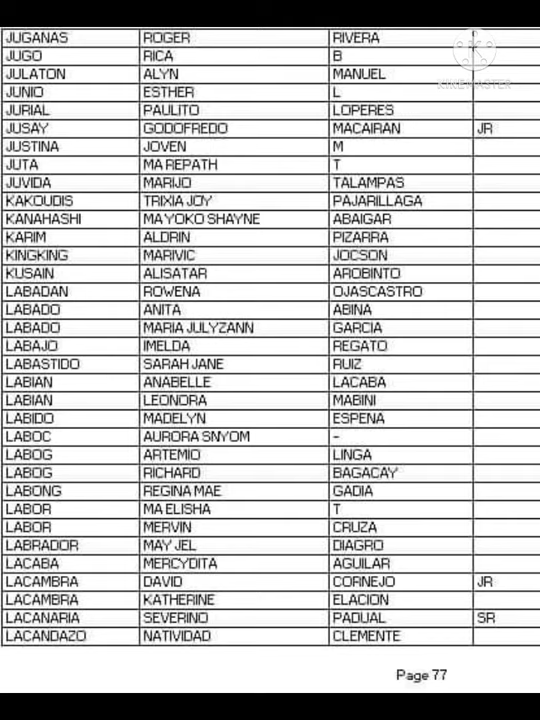 JUGANAS ROGER RIVERA
JUGO RICA B
JULATON ALYN MANUEL
JUNIO ESTHER L
JURIAL PAULITO LOPERES
JUSAY GODOFREDO MACAIRAN JR
JUSTINA JOVEN M
JUTA MA REPATH T
JUVIDA MARIJO TALAMPAS
KAKOUDIS TRIXIA JOY PAJARILLAGA
KANAHASHI MAYOKO SHAYNE ABAIGAR
KARIM ALDRIN PIZARRA
KINGKING MARIVIC JOCSON
KUSAIN ALISATAR AROBINTO
LABADAN ROWENA OJASCASTRO
LABADO ANITA ABINA
LABADO MARIA JULYZANN GARCIA
LABAJO IMELDA REGATO
LABASTIDO SARAH JANE RUIZ
LABIAN ANABELLE LACABA
LABIAN LEONORA MABINI
LABIDO MADELYN ESPENA
LABOC AURORA SNYOM -
LABOG ARTEMIO LINGA
LABOG RICHARD BAGACAY
LABONG REGINA MAE GADIA
LABOR MA ELISHA T
LABOR MERVIN CRUZA
LABRADOR MAY JEL DIAGRO
LACABA MERCYDITA AGUILAR
LACAMBRA DAVID CORNEJO JR
LACAMBRA KATHERINE ELACION
LACANARIA SEVERINO PADUAL SR
LACANDAZO NATIVIDAD CLEMENTE
Page 77
K
KINEMASTER